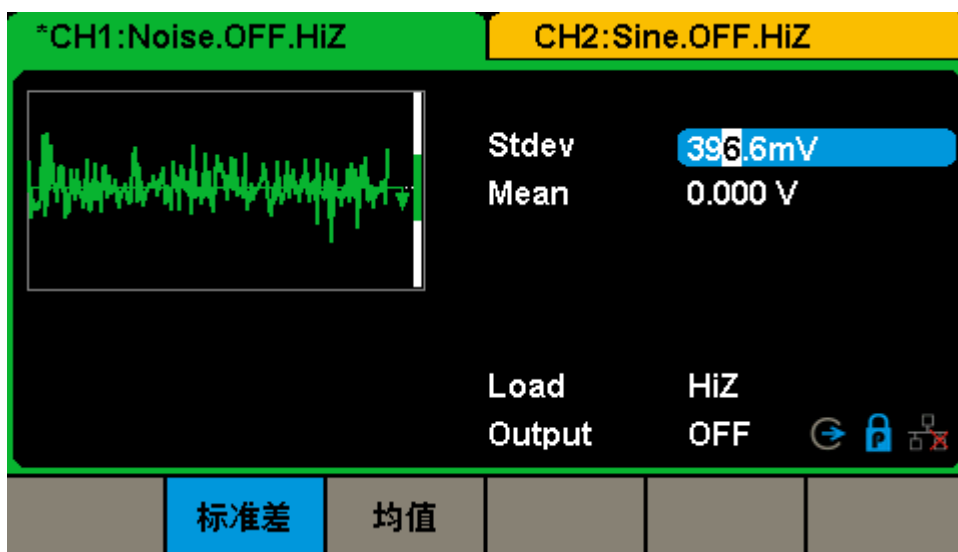 *CH1:Noise.OFF.HiZ
CH2:Sine.OFF.HiZ
Stdev 396.6mV
Mean 0.000 V
Load HiZ
Output OFF
P
标准差 均值